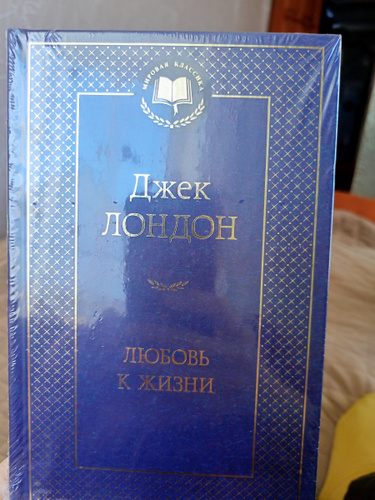 МИРОВАЯ КЛАССИКА
Джек
ЛОНДОН
ЛЮБОВЬ
К ЖИЗНИ